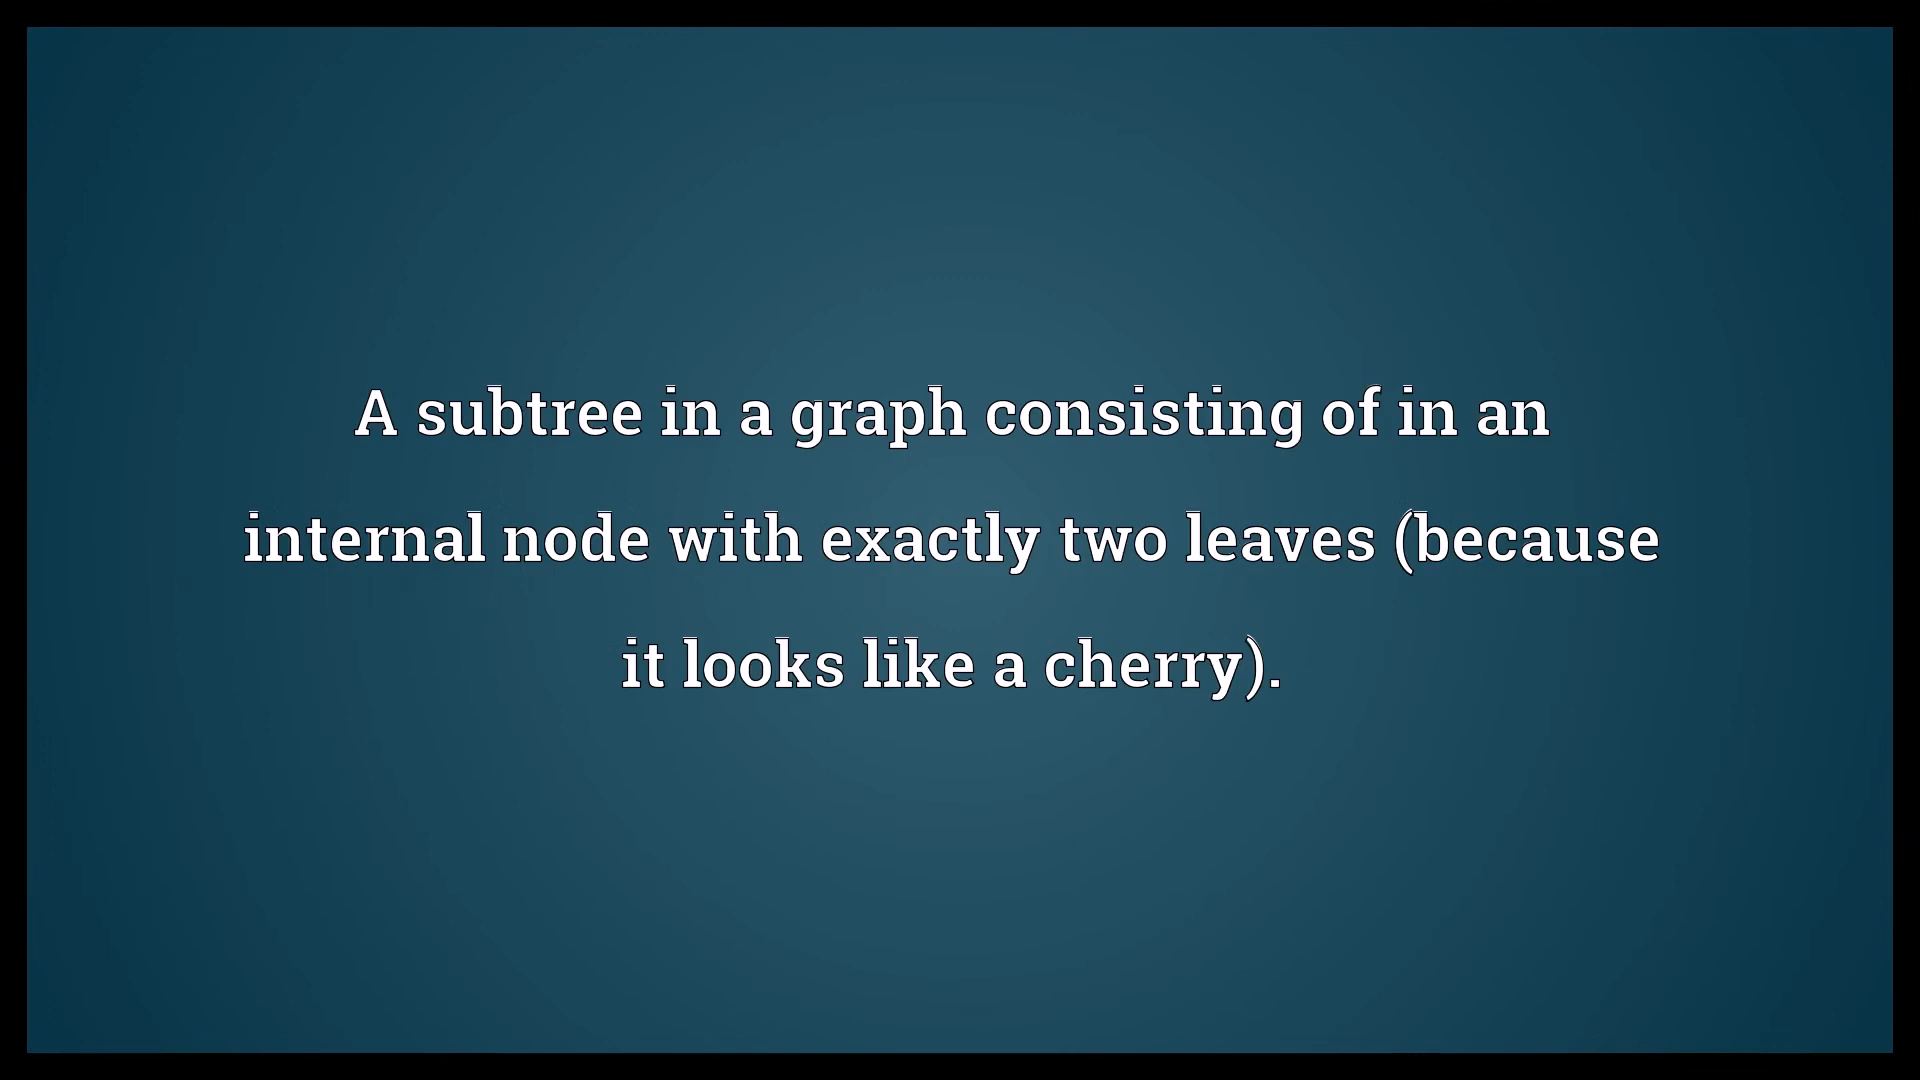 A subtree in a graph consisting of in an
internal node with exactly two leaves (because
it looks like a cherry).